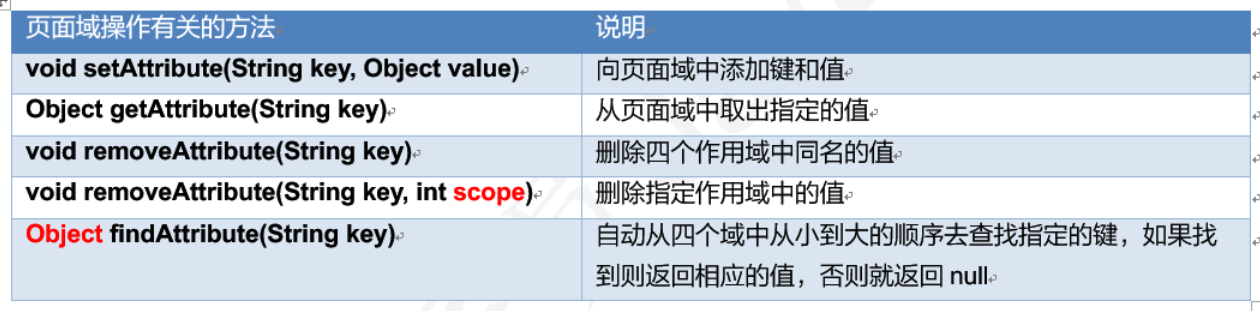 页面域操作有关的方法 说明
void setAttribute(String key, Object value) 向页面域中添加键和值
Object getAttribute(String key) 从页面域中取出指定的值
void removeAttribute(String key) 删除四个作用域中同名的值
void removeAttribute(String key, int scope) 删除指定作用域中的值
Object findAttribute(String key) 自动从四个域中从小到大的顺序去查找指定的键，如果找
到则返回相应的值，否则就返回 null